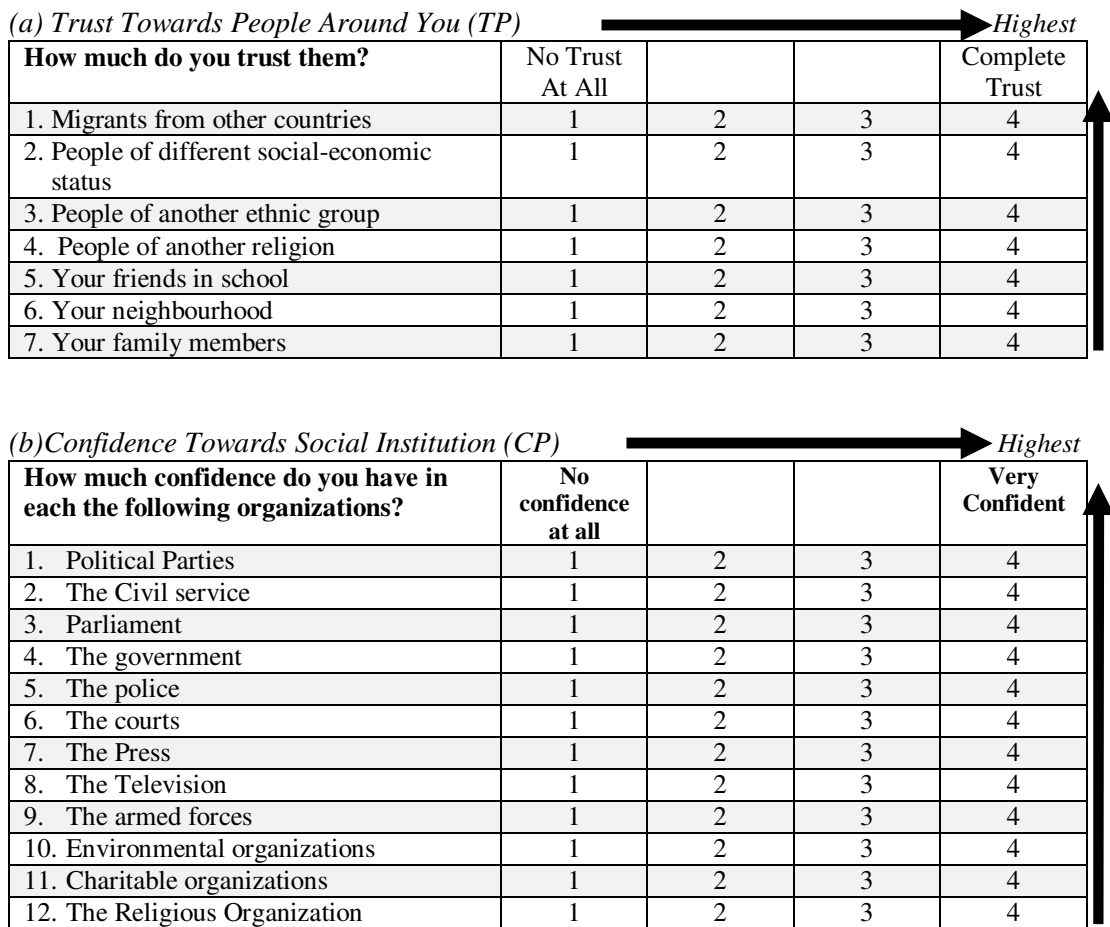 (a) Trust Towards People Around You (TP) Highest
How much do you trust them? No Trust At All Complete Trust
1. Migrants from other countries 1 2 3 4
2. People of different social-economic status 1 2 3 4
3. People of another ethnic group 1 2 3 4
4. People of another religion 1 2 3 4
5. Your friends in school 1 2 3 4
6. Your neighbourhood 1 2 3 4
7. Your family members 1 2 3 4
(b)Confidence Towards Social Institution (CP) Highest
How much confidence do you have in each the following organizations? No confidence at all Very Confident
1. Political Parties 1 2 3 4
2. The Civil service 1 2 3 4
3. Parliament 1 2 3 4
4. The government 1 2 3 4
5. The police 1 2 3 4
6. The courts 1 2 3 4
7. The Press 1 2 3 4
8. The Television 1 2 3 4
9. The armed forces 1 2 3 4
10. Environmental organizations 1 2 3 4
11. Charitable organizations 1 2 3 4
12. The Religious Organization 1 2 3 4